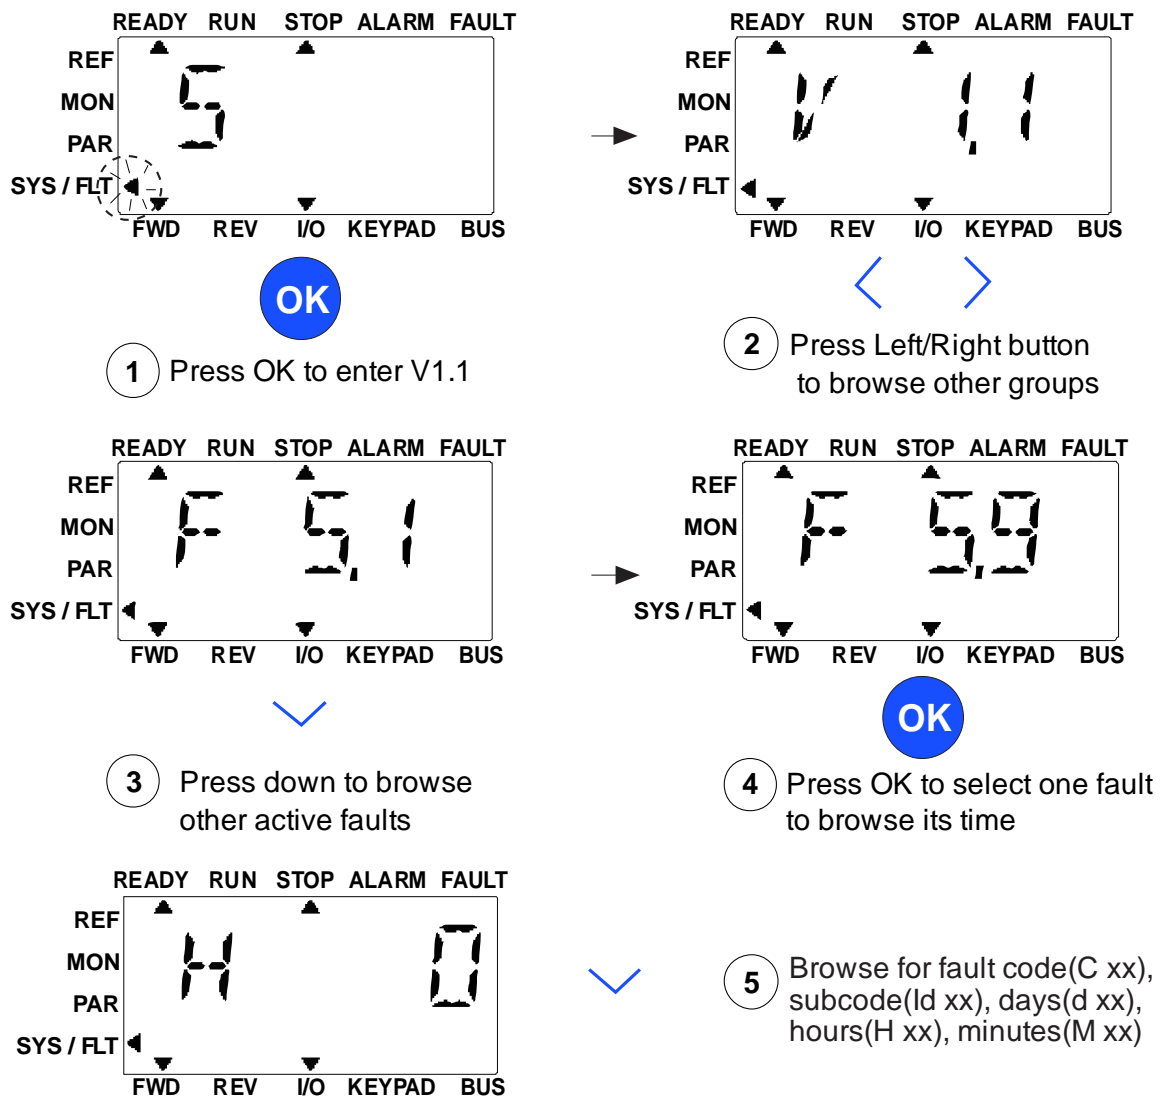 READY RUN STOP ALARM FAULT
REF
MON
PAR
SYS / FLT
S
FWD REV I/O KEYPAD BUS
OK
1 Press OK to enter V1.1
READY RUN STOP ALARM FAULT
REF
MON
PAR
SYS / FLT
V 1.1
FWD REV I/O KEYPAD BUS
2 Press Left/Right button
to browse other groups
READY RUN STOP ALARM FAULT
REF
MON
PAR
SYS / FLT
F 5.1
FWD REV I/O KEYPAD BUS
3 Press down to browse
other active faults
READY RUN STOP ALARM FAULT
REF
MON
PAR
SYS / FLT
F 5.9
FWD REV I/O KEYPAD BUS
OK
4 Press OK to select one fault
to browse its time
READY RUN STOP ALARM FAULT
REF
MON
PAR
SYS / FLT
H 0
FWD REV I/O KEYPAD BUS
5 Browse for fault code(C xx),
subcode(Id xx), days(d xx),
hours(H xx), minutes(M xx)